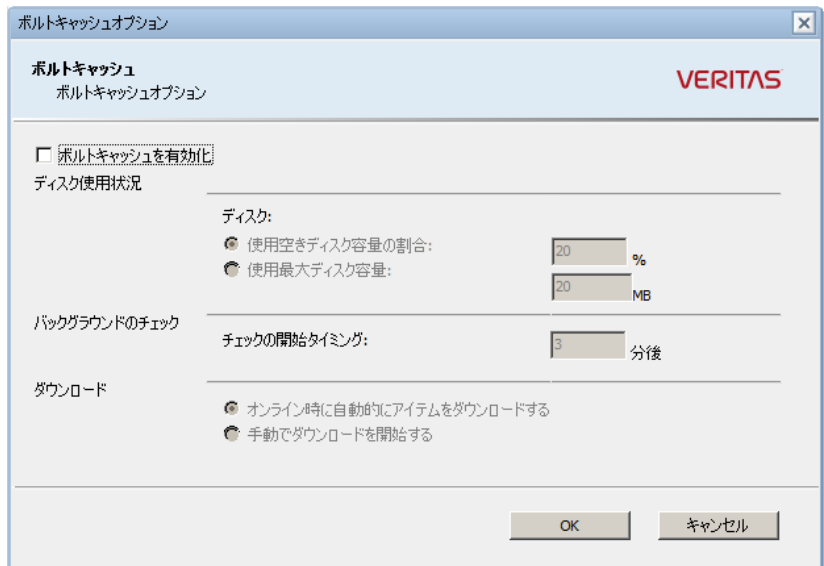 ボルトキャッシュオプション
ボルトキャッシュ
ボルトキャッシュオプション
VERITAS
ボルトキャッシュを有効化
ディスク使用状況
ディスク:
使用空きディスク容量の割合:
20
%
使用最大ディスク容量:
20
MB
バックグラウンドのチェック
チェックの開始タイミング:
3
分後
ダウンロード
オンライン時に自動的にアイテムをダウンロードする
手動でダウンロードを開始する
OK
キャンセル